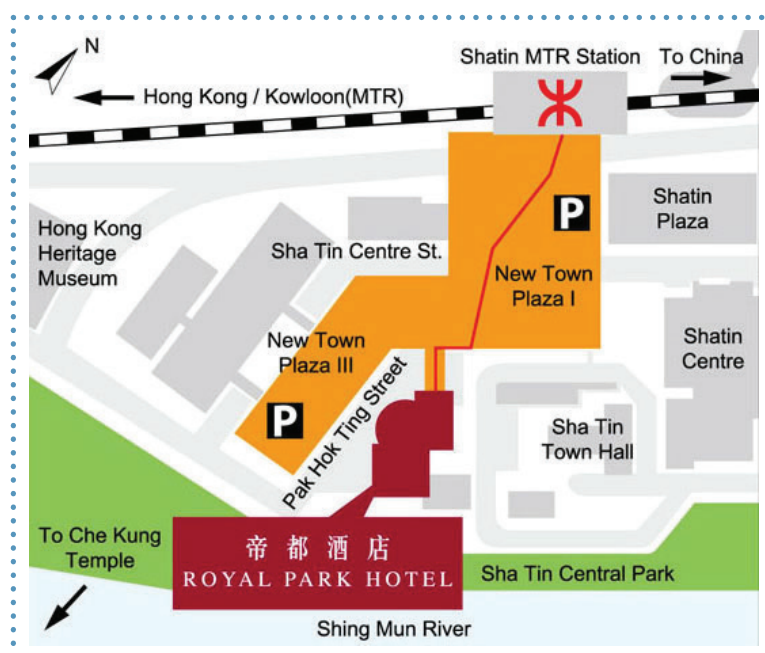 N
Shatin MTR Station
To China
Hong Kong / Kowloon(MTR)
P
Shatin
Plaza
Hong Kong
Heritage
Museum
Sha Tin Centre St.
New Town
Plaza I
New Town
Plaza III
Shatin
Centre
P
Pak Hok Ting Street
Sha Tin
Town Hall
To Che Kung
Temple
帝都酒店
ROYAL PARK HOTEL
Sha Tin Central Park
Shing Mun River